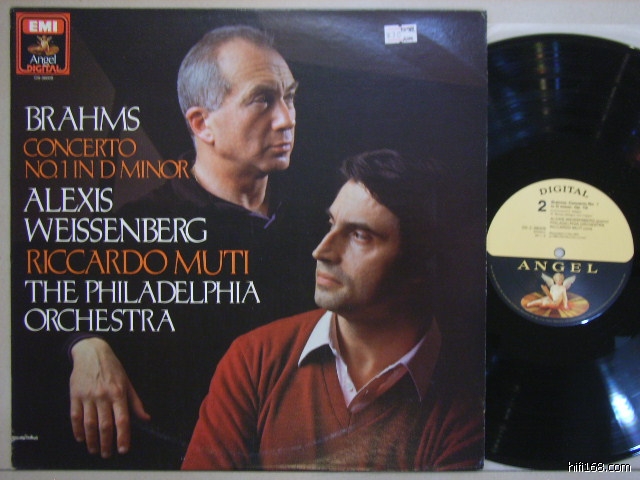 EMI
Angel
DIGITAL
BRAHMS
CONCERTO
NO.1 IN D MINOR
ALEXIS
WEISSENBERG
RICCARDO MUTI
THE PHILADELPHIA
ORCHESTRA
DIGITAL
2
ANGEL
hifi168.com